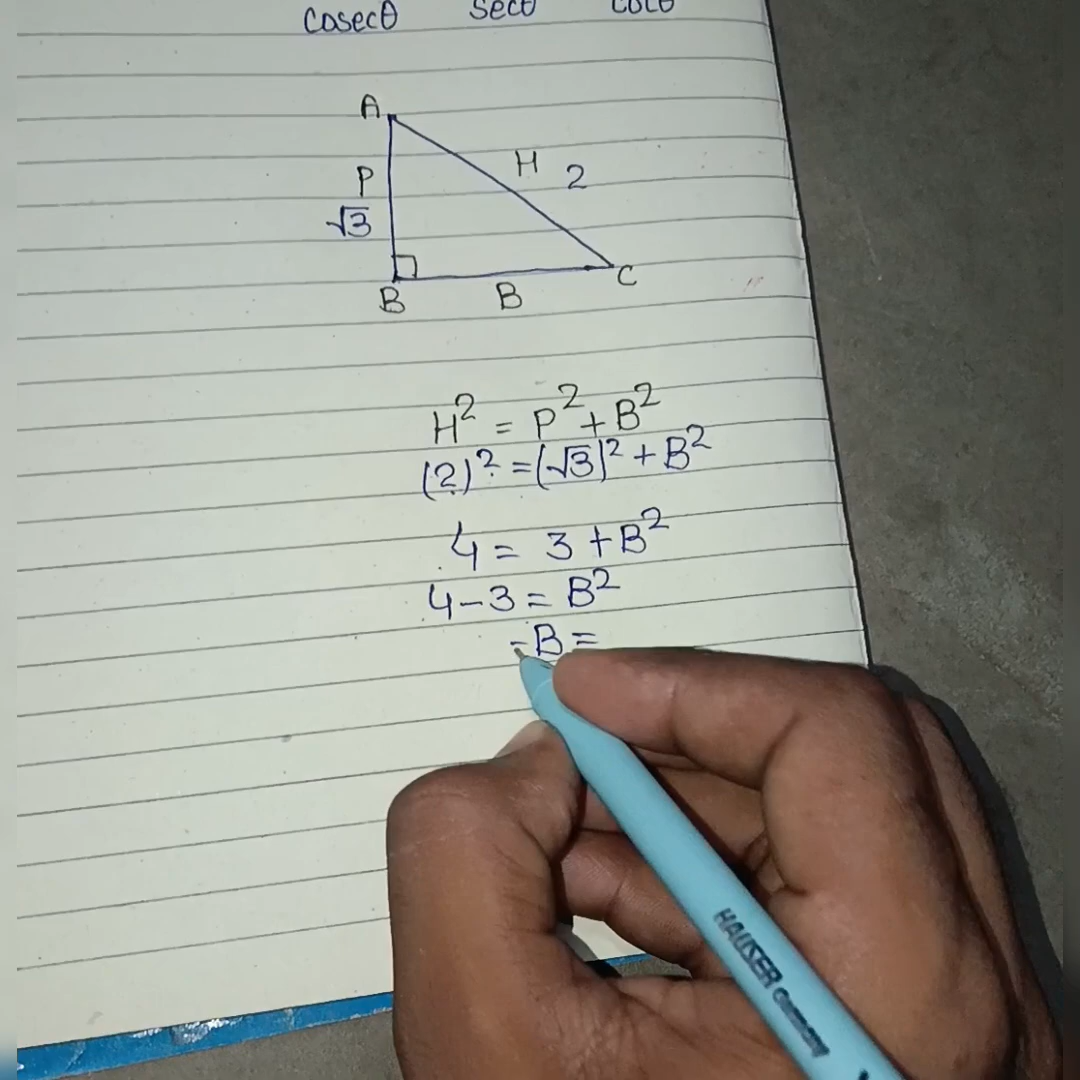 cosecθ secθ cotθ
A
H 2
P
√3
B B C
H² = P² + B²
(2)² = (√3)² + B²
4 = 3 + B²
4 - 3 = B²
- B =
HAUSER GERMANY